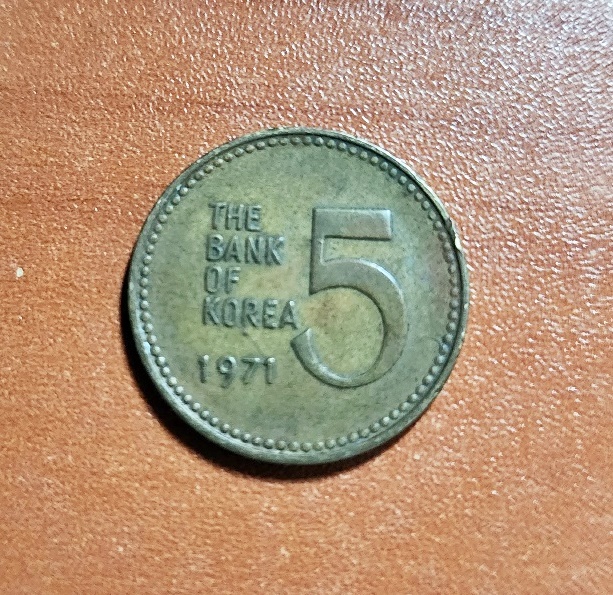 THE
BANK
OF
KOREA
1971
5